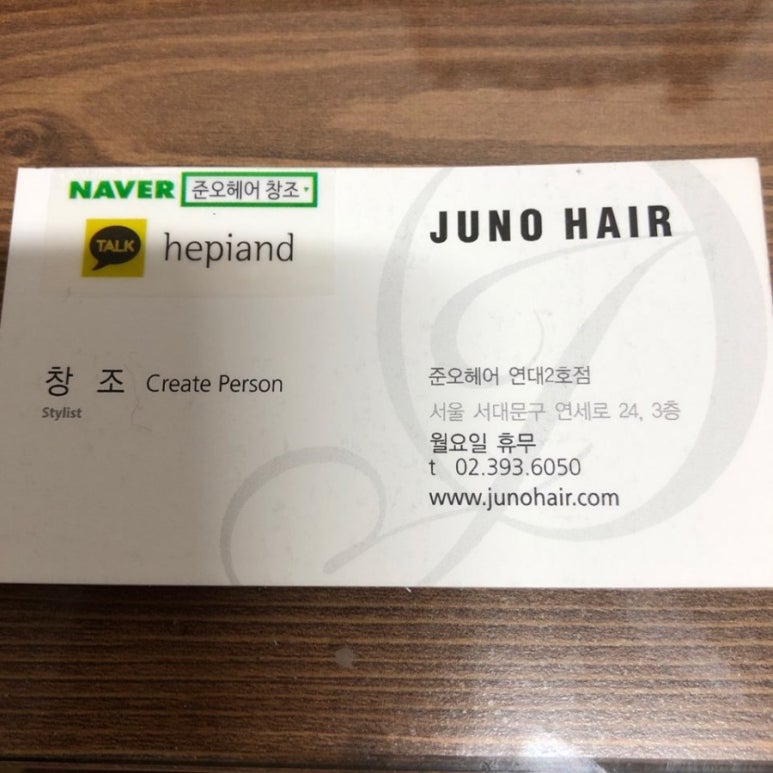 NAVER 준오헤어 창조
TALK hepiand
JUNO HAIR
창 조 Create Person
Stylist
준오헤어 연대2호점
서울 서대문구 연세로 24, 3층
월요일 휴무
t 02.393.6050
www.junohair.com